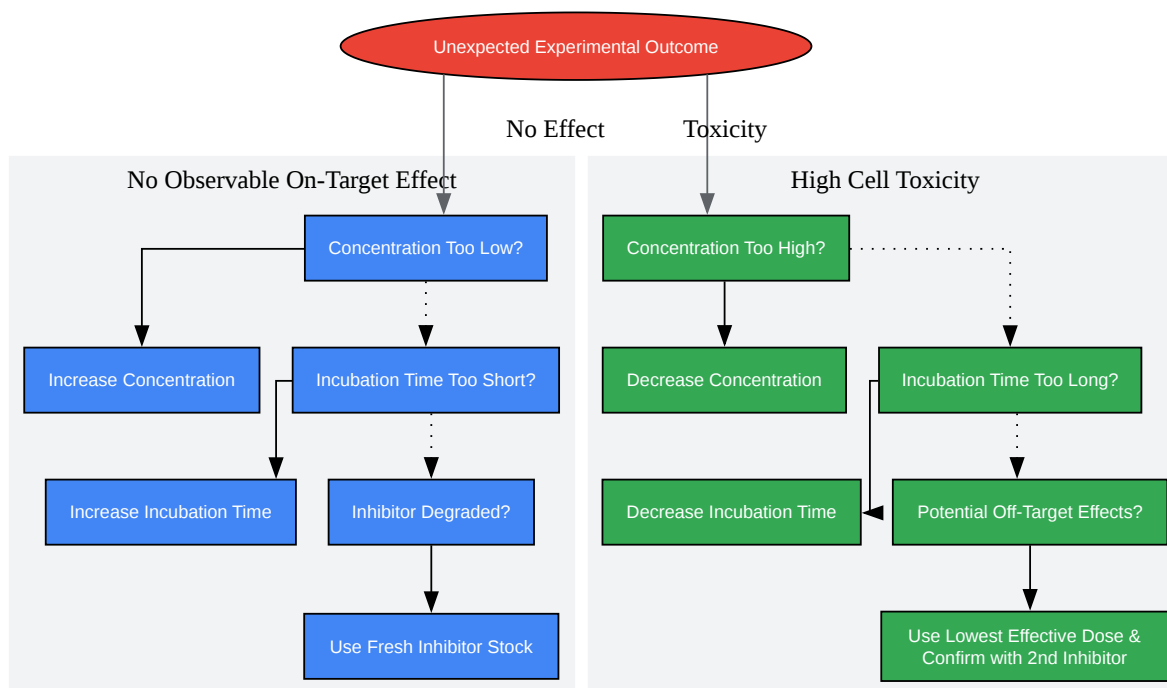 Unexpected Experimental Outcome
No Effect
Toxicity
No Observable On-Target Effect
High Cell Toxicity
Concentration Too Low?
Concentration Too High?
Increase Concentration
Incubation Time Too Short?
Decrease Concentration
Incubation Time Too Long?
Increase Incubation Time
Inhibitor Degraded?
Decrease Incubation Time
Potential Off-Target Effects?
Use Fresh Inhibitor Stock
Use Lowest Effective Dose &
Confirm with 2nd Inhibitor